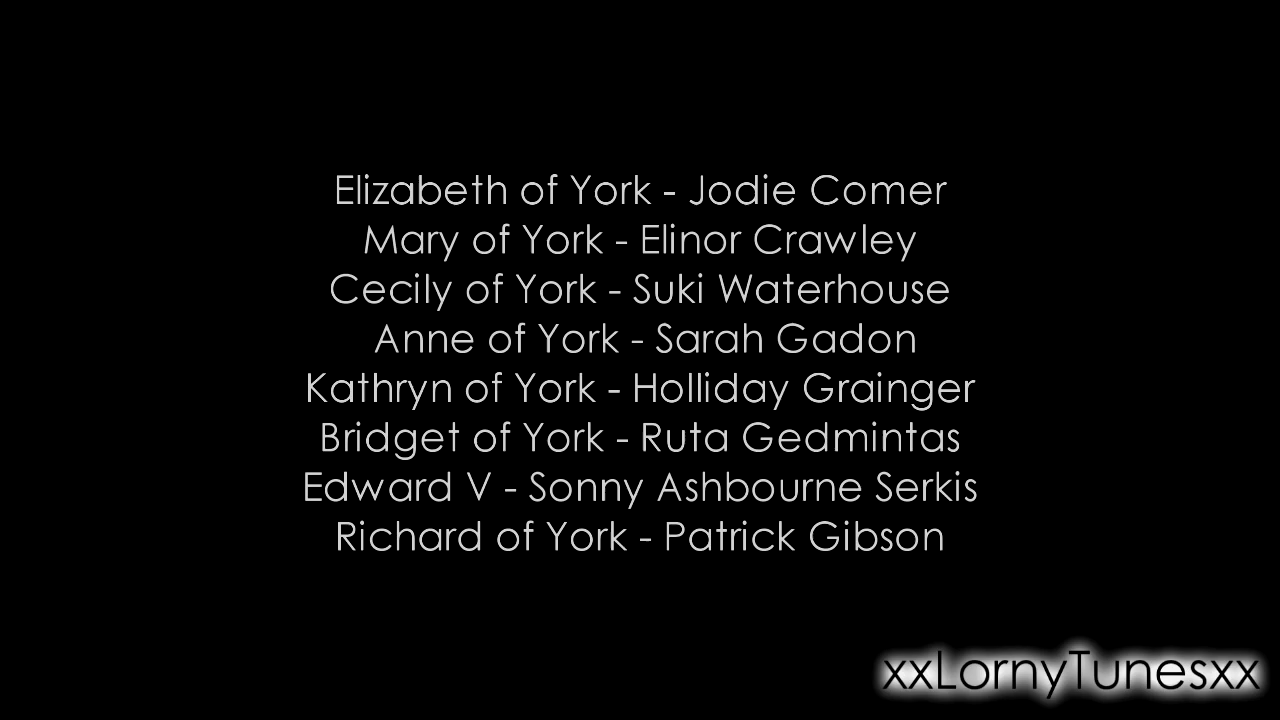 Elizabeth of York - Jodie Comer
Mary of York - Elinor Crawley
Cecily of York - Suki Waterhouse
Anne of York - Sarah Gadon
Kathryn of York - Holliday Grainger
Bridget of York - Ruta Gedmintas
Edward V - Sonny Ashbourne Serkis
Richard of York - Patrick Gibson
xxLornyTunesxx